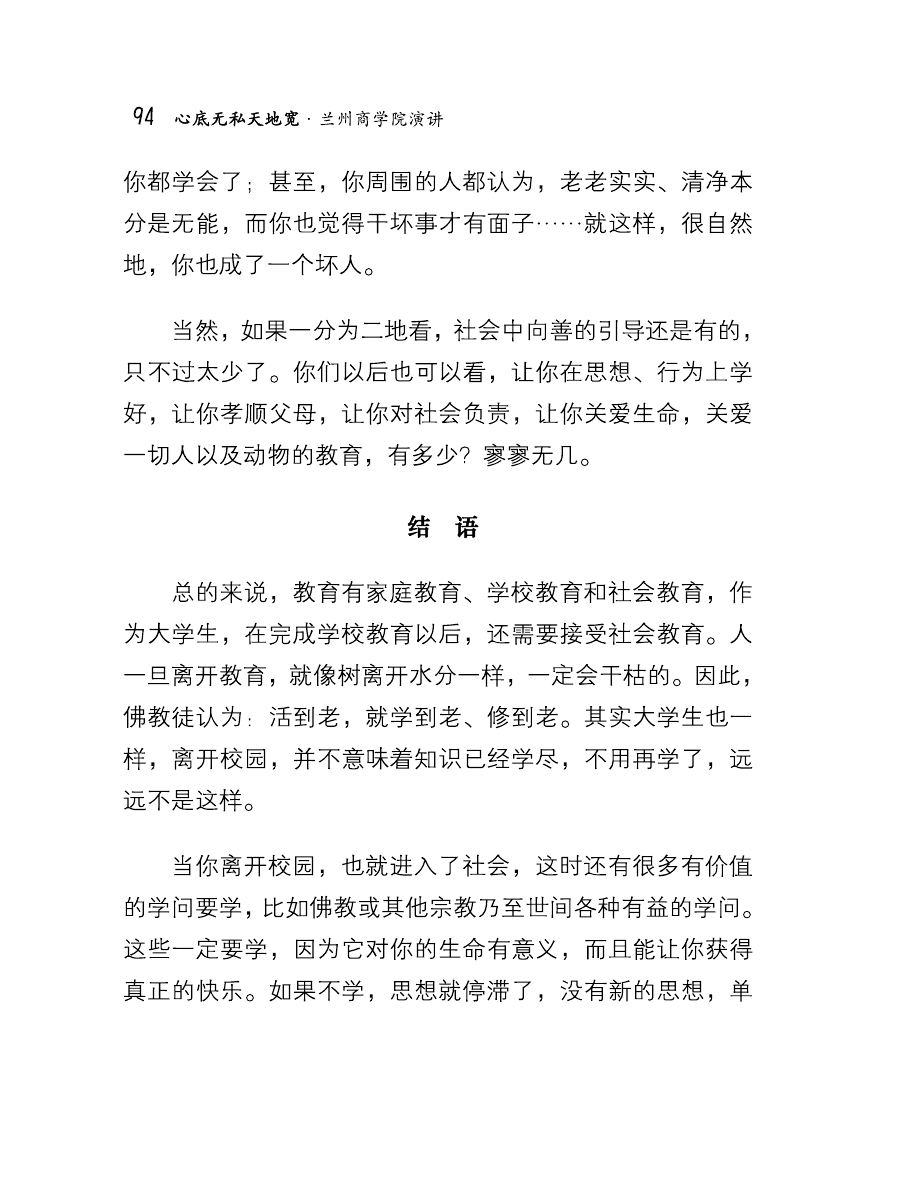 94 心底无私天地宽·兰州商学院演讲
你都学会了；甚至，你周围的人都认为，老老实实、清净本
分是无能，而你也觉得干坏事才有面子……就这样，很自然
地，你也成了一个坏人。
当然，如果一分为二地看，社会中向善的引导还是有的，
只不过太少了。你们以后也可以看，让你在思想、行为上学
好，让你孝顺父母，让你对社会负责，让你关爱生命，关爱
一切人以及动物的教育，有多少？寥寥无几。
结 语
总的来说，教育有家庭教育、学校教育和社会教育，作
为大学生，在完成学校教育以后，还需要接受社会教育。人
一旦离开教育，就像树离开水分一样，一定会干枯的。因此，
佛教徒认为：活到老，就学到老、修到老。其实大学生也一
样，离开校园，并不意味着知识已经学尽，不用再学了，远
远不是这样。
当你离开校园，也就进入了社会，这时还有很多有价值
的学问要学，比如佛教或其他宗教乃至世间各种有益的学问。
这些一定要学，因为它对你的生命有意义，而且能让你获得
真正的快乐。如果不学，思想就停滞了，没有新的思想，单